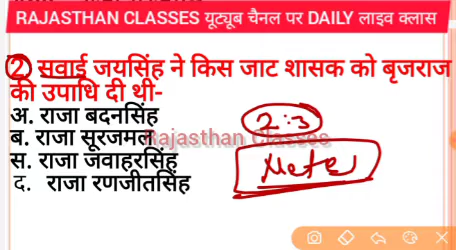 RAJASTHAN CLASSES यूट्यूब चैनल पर DAILY लाइव क्लास
(2) सवाई जयसिंह ने किस जाट शासक को बृजराज
की उपाधि दी थी-
अ. राजा बदनसिंह
ब. राजा सूरजमल
स. राजा जवाहरसिंह
द. राजा रणजीतसिंह
2:3
Rajasthan Classes